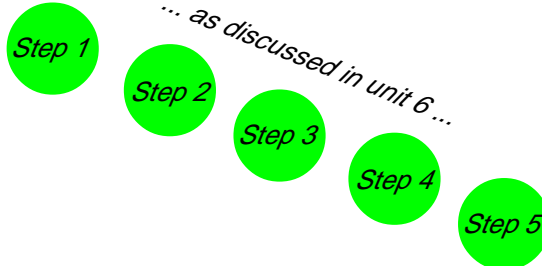 ... as discussed in unit 6 ...
Step 1
Step 2
Step 3
Step 4
Step 5